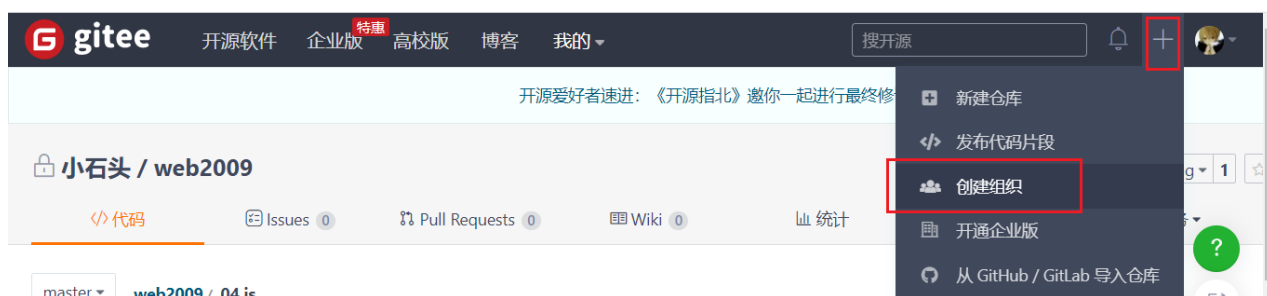 gitee 开源软件 企业版 特惠 高校版 博客 我的 搜开源
开源爱好者速进：《开源指北》邀你一起进行最终修
新建仓库
发布代码片段
小石头 / web2009
g 1
创建组织
代码 Issues 0 Pull Requests 0 Wiki 0 统计
开通企业版
?
从 GitHub / GitLab 导入仓库
master web2009 / 04.js